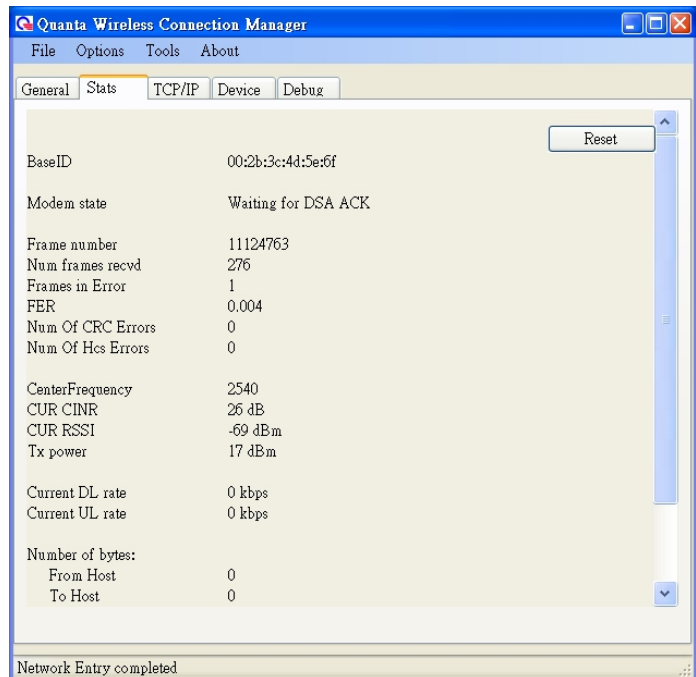 Quanta Wireless Connection Manager
File Options Tools About
General Stats TCP/IP Device Debug
Reset
BaseID 00:2b:3c:4d:5e:6f
Modem state Waiting for DSA ACK
Frame number 11124763
Num frames recvd 276
Frames in Error 1
FER 0.004
Num Of CRC Errors 0
Num Of Hcs Errors 0
CenterFrequency 2540
CUR CINR 26 dB
CUR RSSI -69 dBm
Tx power 17 dBm
Current DL rate 0 kbps
Current UL rate 0 kbps
Number of bytes:
From Host 0
To Host 0
Network Entry completed